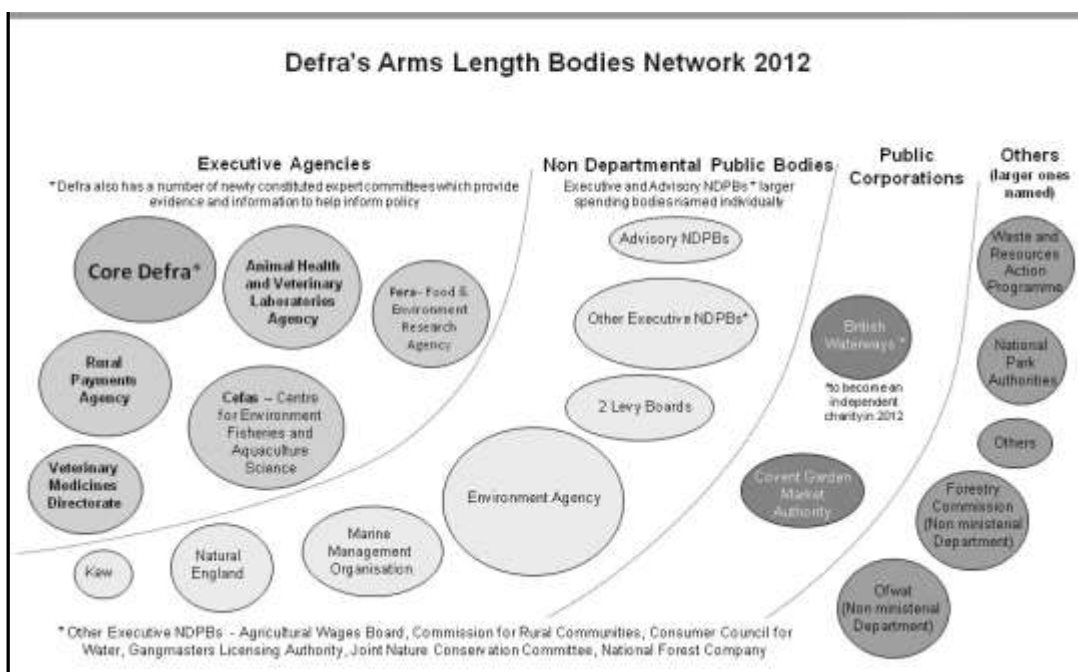 Defra's Arms Length Bodies Network 2012
Executive Agencies
*Defra also has a number of newly constituted expert committees which provide
evidence and information to help inform policy
Non Departmental Public Bodies
Executive and Advisory NDPBs * larger
spending bodies named individually
Public
Corporations
Others
(larger ones
named)
Core Defra*
Animal Health
and Veterinary
Laboratories
Agency
Fera- Food &
Environment
Research
Agency
Rural
Payments
Agency
Cefas – Centre
for Environment
Fisheries and
Aquaculture
Science
Veterinary
Medicines
Directorate
Advisory NDPBs
Other Executive NDPBs*
2 Levy Boards
Environment Agency
Marine
Management
Organisation
Natural
England
Kew
British
Waterways *
*to become an
independent
charity in 2012
Covent Garden
Market
Authority
Waste and
Resources
Action
Programme
National
Park
Authorities
Others
Forestry
Commission
(Non ministerial
Department)
Ofwat
(Non ministerial
Department)
* Other Executive NDPBs - Agricultural Wages Board, Commission for Rural Communities, Consumer Council for
Water, Gangmasters Licensing Authority, Joint Nature Conservation Committee, National Forest Company